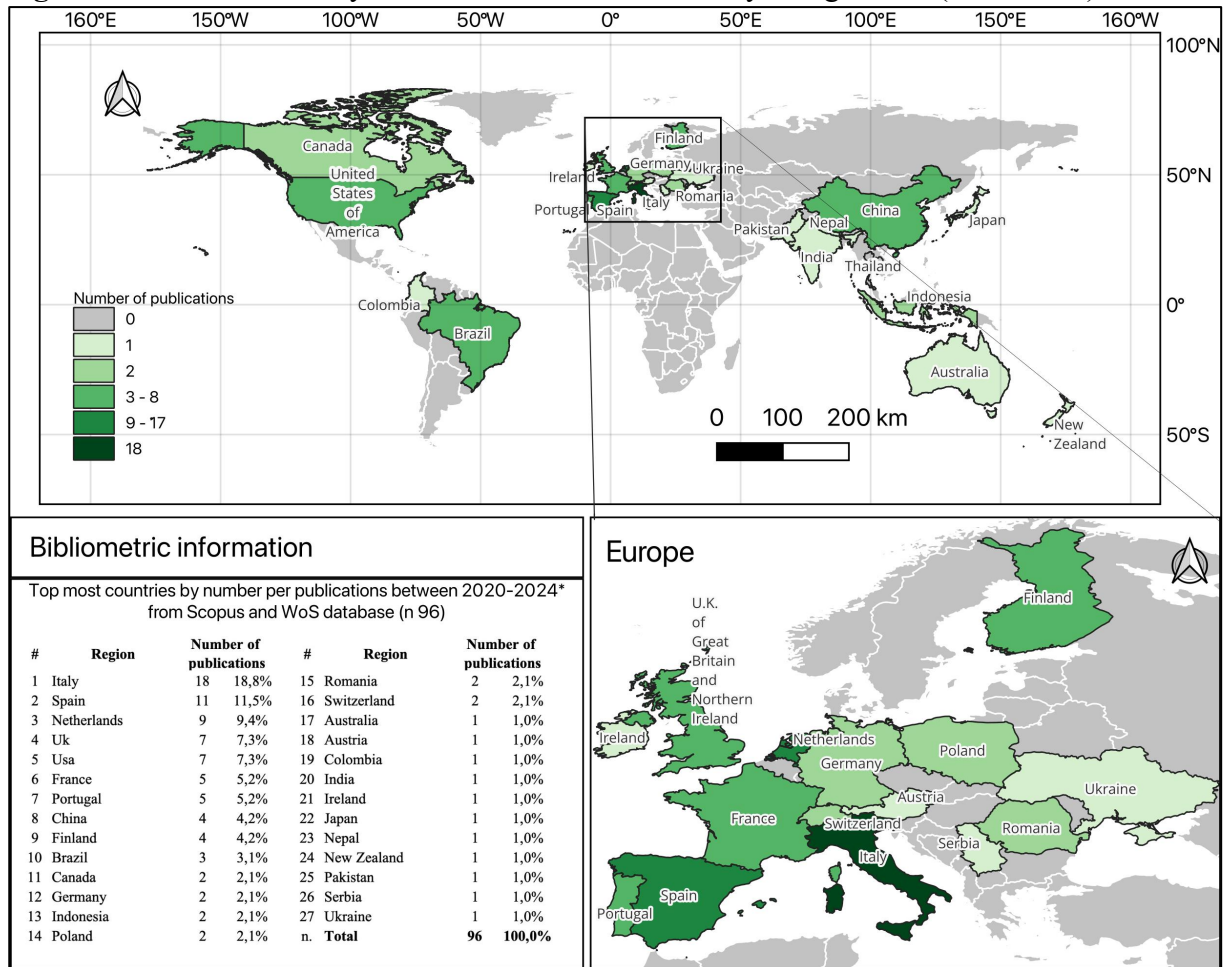 160°E 150°W 100°W 50°W 0° 50°E 100°E 150°E 160°W
100°N
50°N
0°
50°S
Canada
United
States
of
America
Colombia
Brazil
Finland
Germany
Ukraine
Ireland
Romania
Italy
Portugal
Spain
China
Japan
Nepal
Pakistan
India
Thailand
Indonesia
Australia
New
Zealand
Number of publications
0
1
2
3 - 8
9 - 17
18
0 100 200 km
Bibliometric information
Top most countries by number per publications between 2020-2024*
from Scopus and WoS database (n 96)
# Region Number of publications # Region Number of publications
1 Italy 18 18,8% 15 Romania 2 2,1%
2 Spain 11 11,5% 16 Switzerland 2 2,1%
3 Netherlands 9 9,4% 17 Australia 1 1,0%
4 Uk 7 7,3% 18 Austria 1 1,0%
5 Usa 7 7,3% 19 Colombia 1 1,0%
6 France 5 5,2% 20 India 1 1,0%
7 Portugal 5 5,2% 21 Ireland 1 1,0%
8 China 4 4,2% 22 Japan 1 1,0%
9 Finland 4 4,2% 23 Nepal 1 1,0%
10 Brazil 3 3,1% 24 New Zealand 1 1,0%
11 Canada 2 2,1% 25 Pakistan 1 1,0%
12 Germany 2 2,1% 26 Serbia 1 1,0%
13 Indonesia 2 2,1% 27 Ukraine 1 1,0%
14 Poland 2 2,1% n. Total 96 100,0%
Europe
U.K.
of
Great
Britain
and
Northern
Ireland
Finland
Ireland
Netherlands
Germany
Poland
Ukraine
Austria
France
Switzerland
Romania
Serbia
Italy
Spain
Portugal